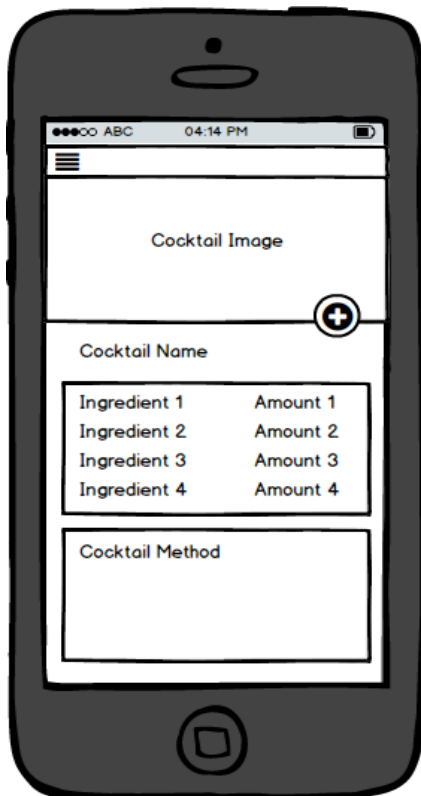 ABC 04:14 PM
Cocktail Image
Cocktail Name
Ingredient 1 Amount 1
Ingredient 2 Amount 2
Ingredient 3 Amount 3
Ingredient 4 Amount 4
Cocktail Method